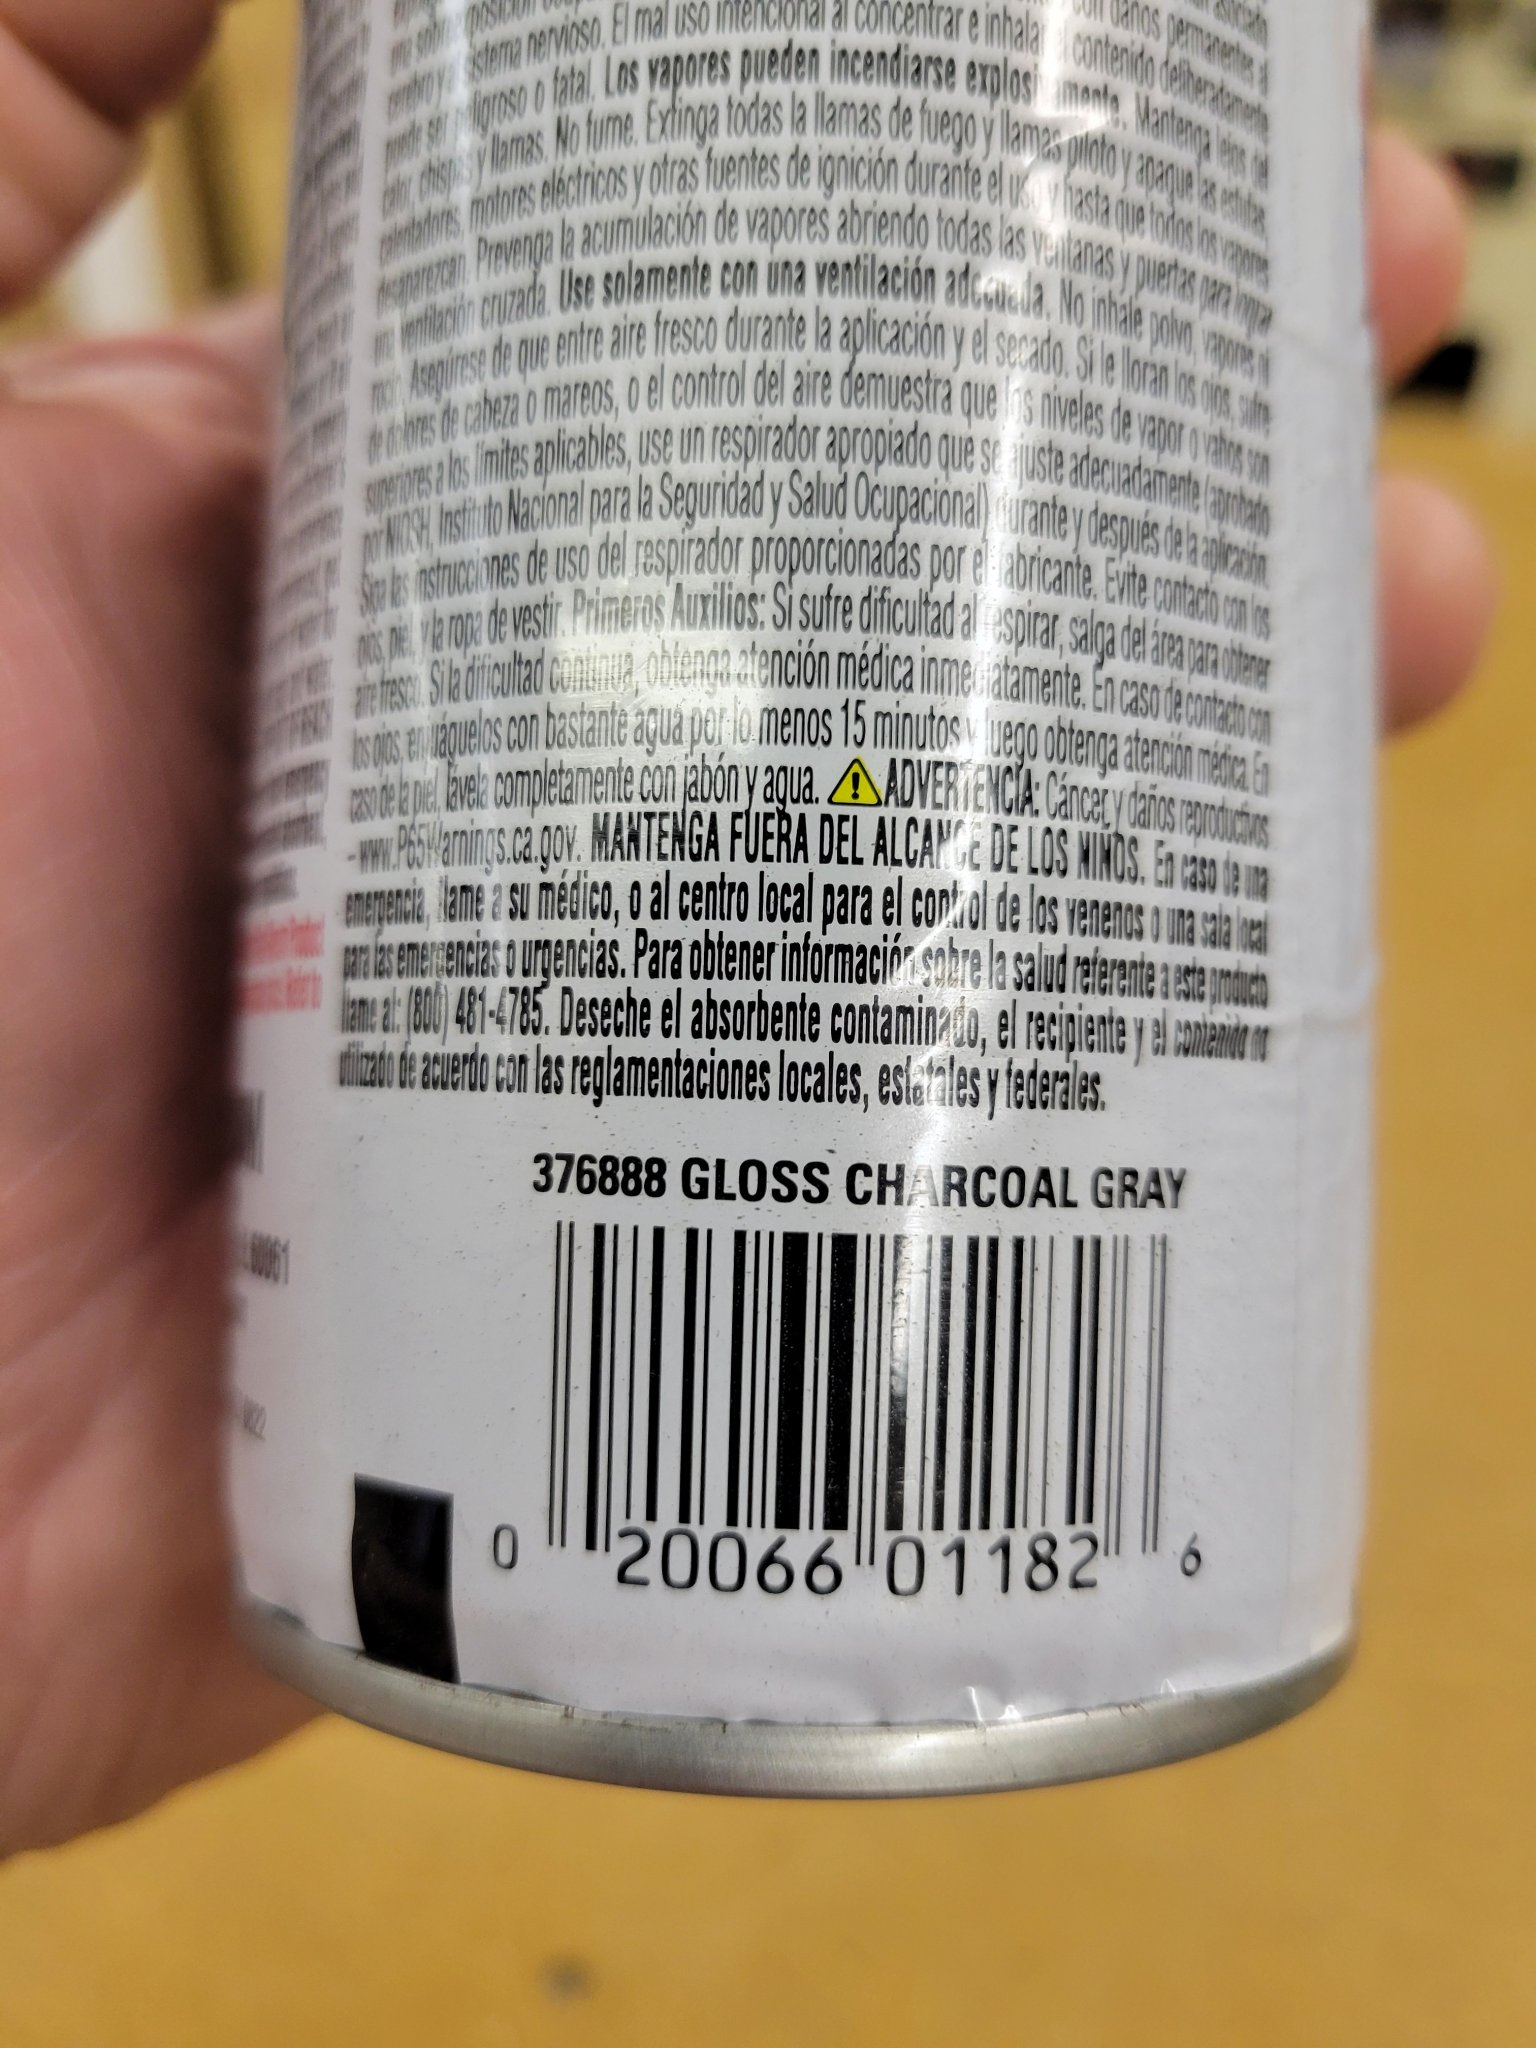 sistema nervioso. El mal uso intencional al concentrar e inhalar contenido deliberadamente
puede ser peligroso o fatal. Los vapores pueden incendiarse explosivamente. Mantenga lejos del
calor, chispas y llamas. No fume. Extinga todas la llamas de fuego y llamas piloto y apague las estufas,
calentadores, motores eléctricos y otras fuentes de ignición durante el uso y hasta que todos los vapores
desaparezcan. Prevenga la acumulación de vapores abriendo todas las ventanas y puertas para lograr
una ventilación cruzada. Use solamente con una ventilación adecuada. No inhale polvo, vapores ni
rocío. Asegúrese de que entre aire fresco durante la aplicación y el secado. Si le lloran los ojos, sufre
de dolores de cabeza o mareos, o el control del aire demuestra que los niveles de vapor o vahos son
superiores a los límites aplicables, use un respirador apropiado que se ajuste adecuadamente (aprobado
por NIOSH, Instituto Nacional para la Seguridad y Salud Ocupacional) durante y después de la aplicación.
Siga las instrucciones de uso del respirador proporcionadas por el fabricante. Evite contacto con los
ojos, piel, y la ropa de vestir. Primeros Auxilios: Si sufre dificultad al respirar, salga del área para obtener
aire fresco. Si la dificultad continua, obtenga atención médica inmediatamente. En caso de contacto con
los ojos, enjuáguelos con bastante agua por lo menos 15 minutos y luego obtenga atención médica. En
caso de la piel, lávela completamente con jabón y agua. ADVERTENCIA: Cáncer y daños reproductivos
- www.P65Warnings.ca.gov. MANTENGA FUERA DEL ALCANCE DE LOS NIÑOS. En caso de una
emergencia, llame a su médico, o al centro local para el control de los venenos o una sala local
para las emergencias o urgencias. Para obtener información sobre la salud referente a este producto
llame al: (800) 481-4785. Deseche el absorbente contaminado, el recipiente y el contenido no
utilizado de acuerdo con las reglamentaciones locales, estatales y federales.
376888 GLOSS CHARCOAL GRAY
0 20066 01182 6